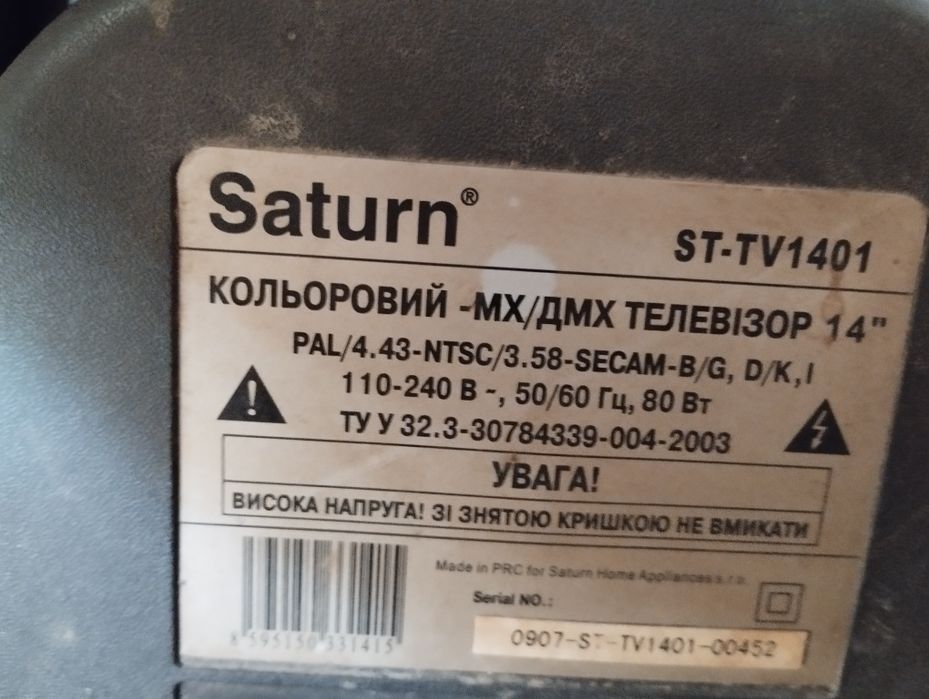 Saturn®
ST-TV1401
КОЛЬОРОВИЙ -МХ/ДМХ ТЕЛЕВІЗОР 14"
PAL/4.43-NTSC/3.58-SECAM-B/G, D/K,I
110-240 В ~, 50/60 Гц, 80 Вт
ТУ У 32.3-30784339-004-2003
УВАГА!
ВИСОКА НАПРУГА! ЗІ ЗНЯТОЮ КРИШКОЮ НЕ ВМИКАТИ
Made in PRC for Saturn Home Appliances s.r.o.
Serial NO.:
8 595150 331415
0907-ST-TV1401-00452